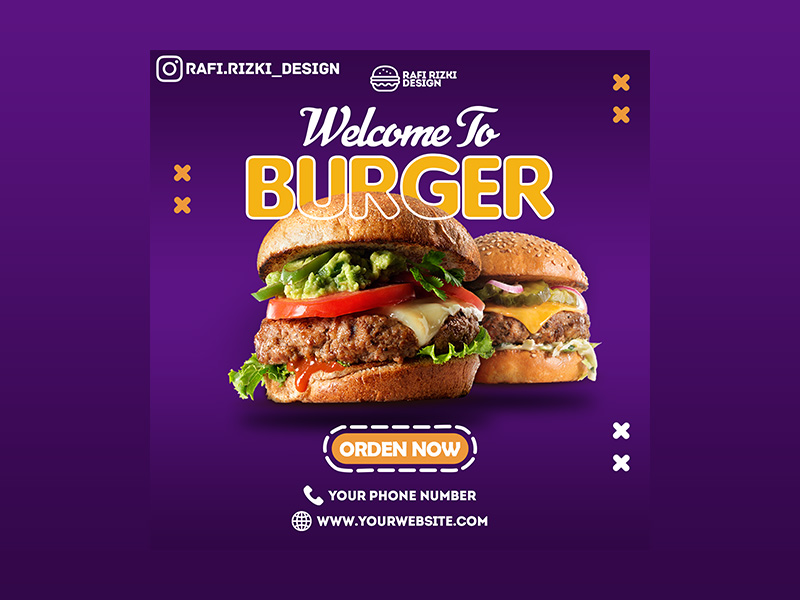 RAFI.RIZKI_DESIGN
RAFI RIZKI
DESIGN
Welcome To
BURGER
ORDEN NOW
YOUR PHONE NUMBER
WWW.YOURWEBSITE.COM